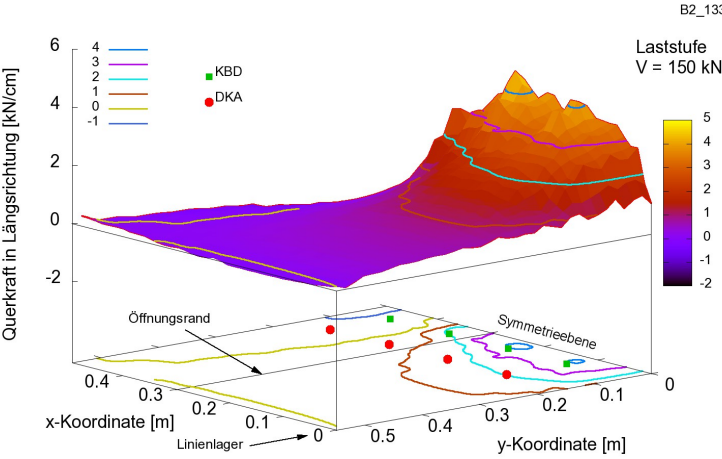 B2_133
Laststufe
V = 150 kN
Querkraft in Längsrichtung [kN/cm]
6
4
2
0
-2
4
3
2
1
0
-1
KBD
DKA
5
4
3
2
1
0
-1
-2
Öffnungsrand
Symmetrieebene
0.4
0.3
0.2
0.1
0
x-Koordinate [m]
Linienlager
0.5
0.4
0.3
0.2
0.1
0
y-Koordinate [m]